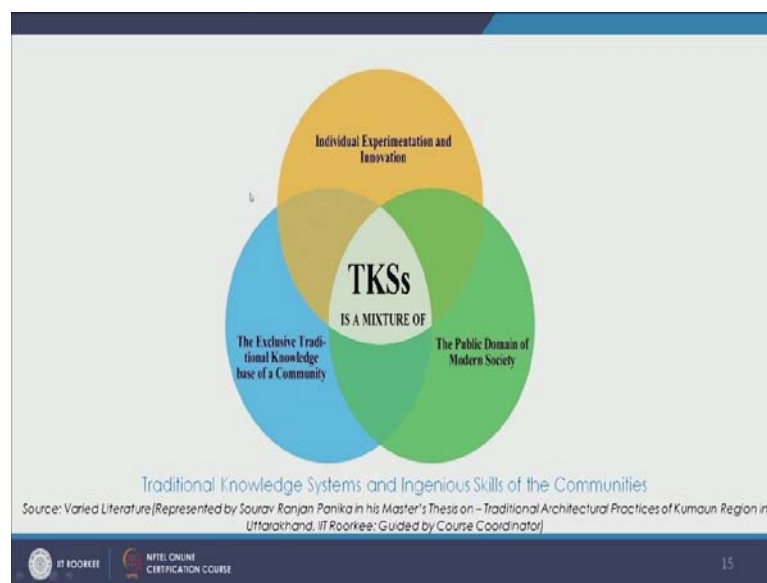 Individual Experimentation and
Innovation
TKSs
IS A MIXTURE OF
The Exclusive Tradi-
tional Knowledge
base of a Community
The Public Domain of
Modern Society
Traditional Knowledge Systems and Ingenious Skills of the Communities
Source: Varied Literature(Represented by Sourav Ranjan Panika in his Master's Thesis on – Traditional Architectural Practices of Kumaun Region in
Uttarakhand, IIT Roorkee; Guided by Course Coordinator)
IIT ROORKEE
NPTEL ONLINE
CERTIFICATION COURSE
15